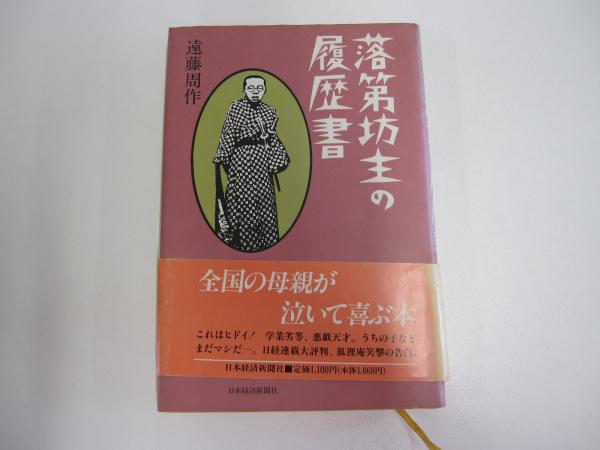 落第坊主の
履歴書
遠藤周作
全国の母親が
泣いて喜ぶ本
これはヒドイ! 学業劣等、悪戯天才。うちの子など
まだマシだ―。日経連載大評判、狐狸庵笑撃の告白。
日本経済新聞社■定価1,100円(本体1,068円)
日本経済新聞社